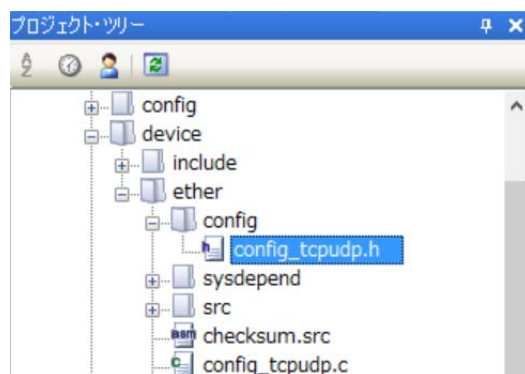 プロジェクト・ツリー
config
device
include
ether
config
config_tcpudp.h
sysdepend
src
checksum.src
config_tcpudp.c